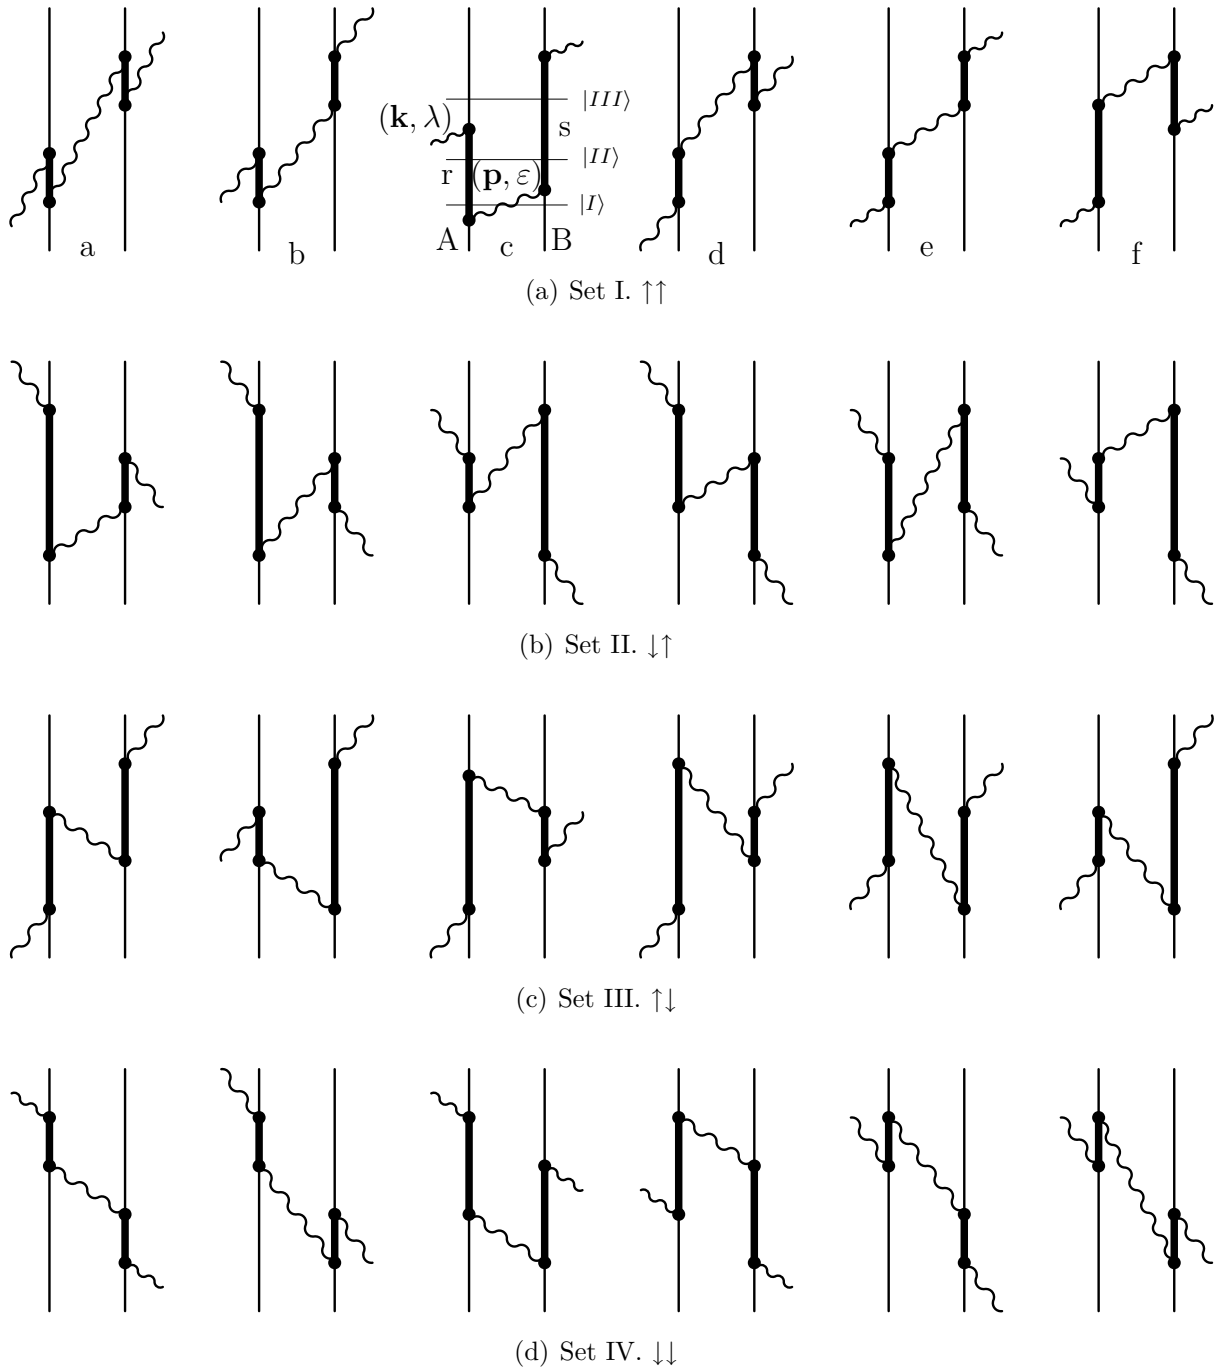 |III⟩
(k, λ)
s
|II⟩
r
(p, ε)
|I⟩
A
B
a
b
c
d
e
f
(a) Set I. ↑↑
(b) Set II. ↓↑
(c) Set III. ↑↓
(d) Set IV. ↓↓